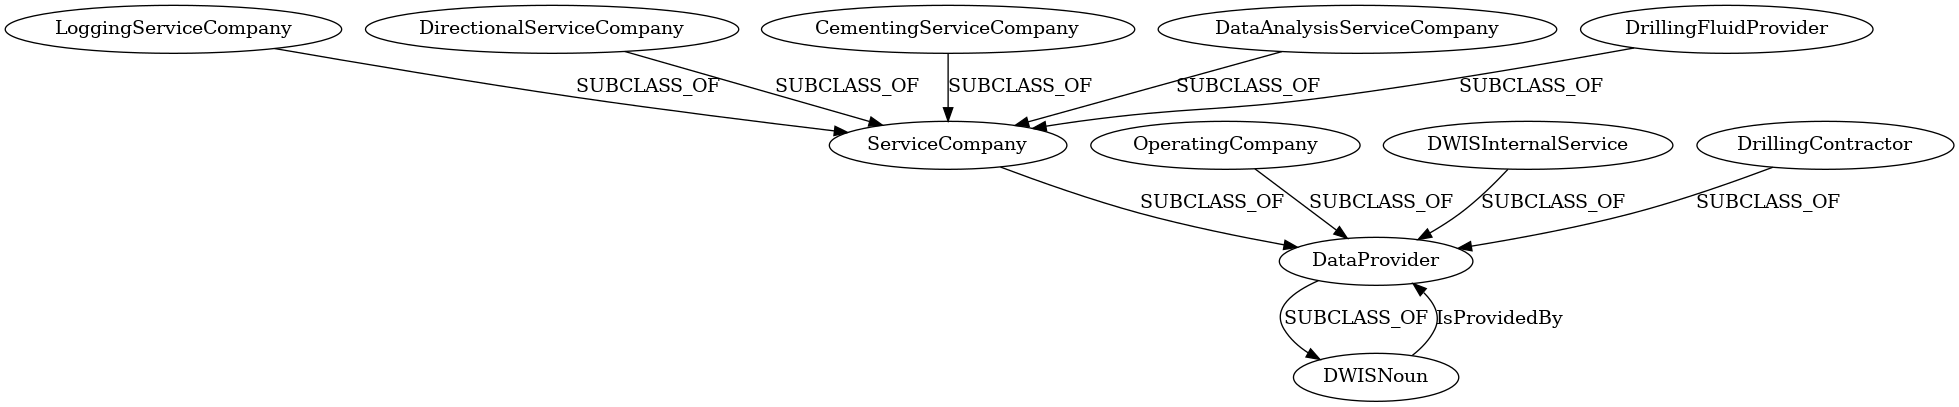 LoggingServiceCompany
DirectionalServiceCompany
CementingServiceCompany
DataAnalysisServiceCompany
DrillingFluidProvider
SUBCLASS_OF
SUBCLASS_OF
SUBCLASS_OF
SUBCLASS_OF
SUBCLASS_OF
ServiceCompany
OperatingCompany
DWISInternalService
DrillingContractor
SUBCLASS_OF
SUBCLASS_OF
SUBCLASS_OF
SUBCLASS_OF
DataProvider
SUBCLASS_OF
IsProvidedBy
DWISNoun